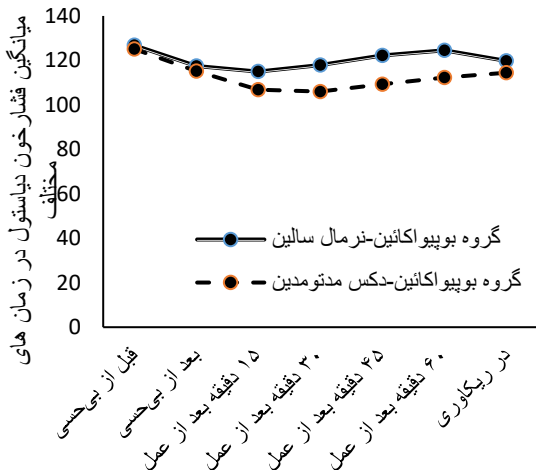 میانگین فشارخون دیاستول در زمان های
مختلف
140
120
100
80
60
40
20
0
گروه بوپیواکائین-نرمال سالین
گروه بوپیواکائین-دکس مدتومدین
قبل از بی‌حسی
بعد از بی‌حسی
۱۵ دقیقه بعد از عمل
۳۰ دقیقه بعد از عمل
۴۵ دقیقه بعد از عمل
۶۰ دقیقه بعد از عمل
در ریکاوری